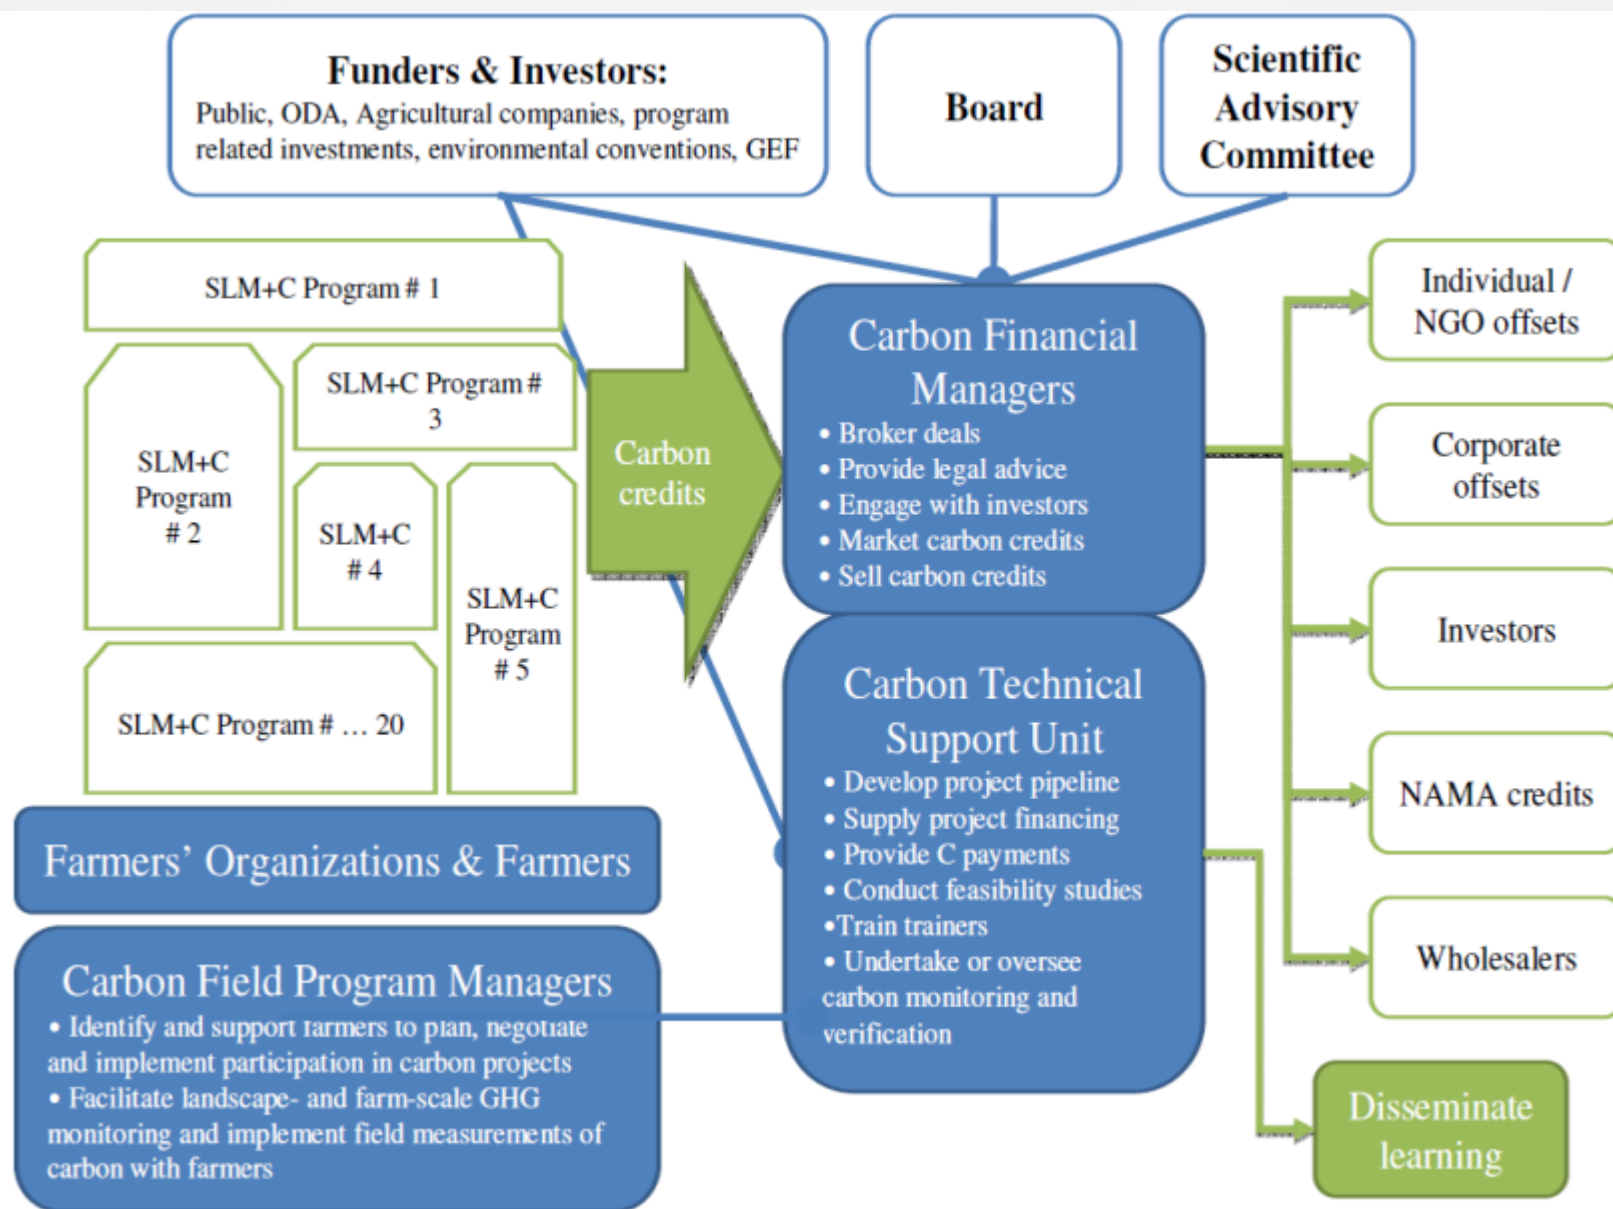 Funders & Investors:
Public, ODA, Agricultural companies, program
related investments, environmental conventions, GEF
Board
Scientific
Advisory
Committee
SLM+C Program # 1
SLM+C
Program
# 2
SLM+C Program #
3
SLM+C
# 4
SLM+C
Program
# 5
SLM+C Program # … 20
Carbon
credits
Carbon Financial
Managers
• Broker deals
• Provide legal advice
• Engage with investors
• Market carbon credits
• Sell carbon credits
Carbon Technical
Support Unit
• Develop project pipeline
• Supply project financing
• Provide C payments
• Conduct feasibility studies
•Train trainers
• Undertake or oversee
carbon monitoring and
verification
Farmers’ Organizations & Farmers
Carbon Field Program Managers
• Identify and support farmers to plan, negotiate
and implement participation in carbon projects
• Facilitate landscape- and farm-scale GHG
monitoring and implement field measurements of
carbon with farmers
Individual /
NGO offsets
Corporate
offsets
Investors
NAMA credits
Wholesalers
Disseminate
learning